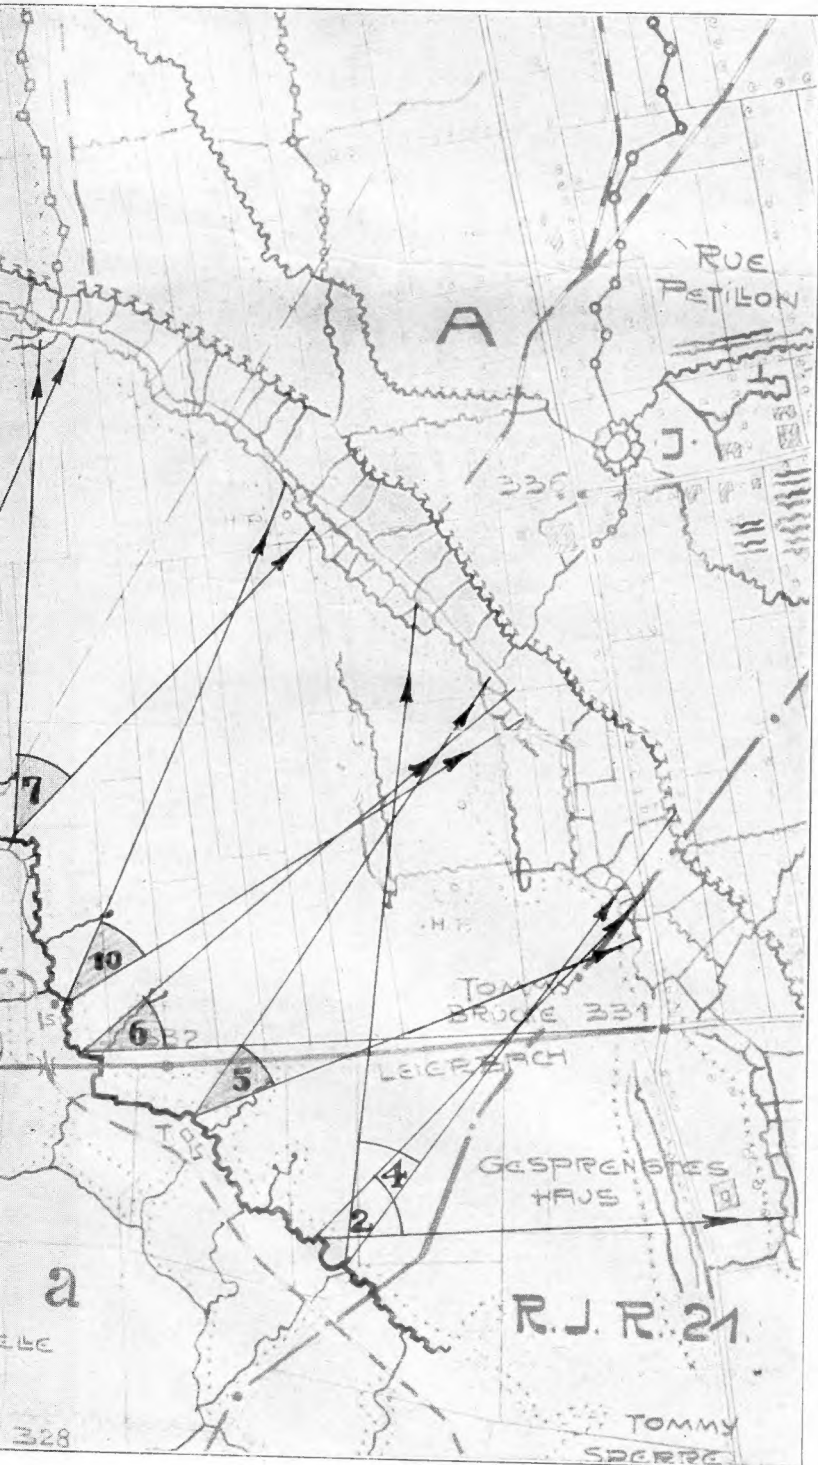 RUE
PETILLON
A
J.
336
7
10
6
332
TOMMY
BRÜCKE 331
LEIERBACH
5
4
GESPRENGTES
HAUS
2
a
R.J.R. 21.
328
TOMMY
SPERRE